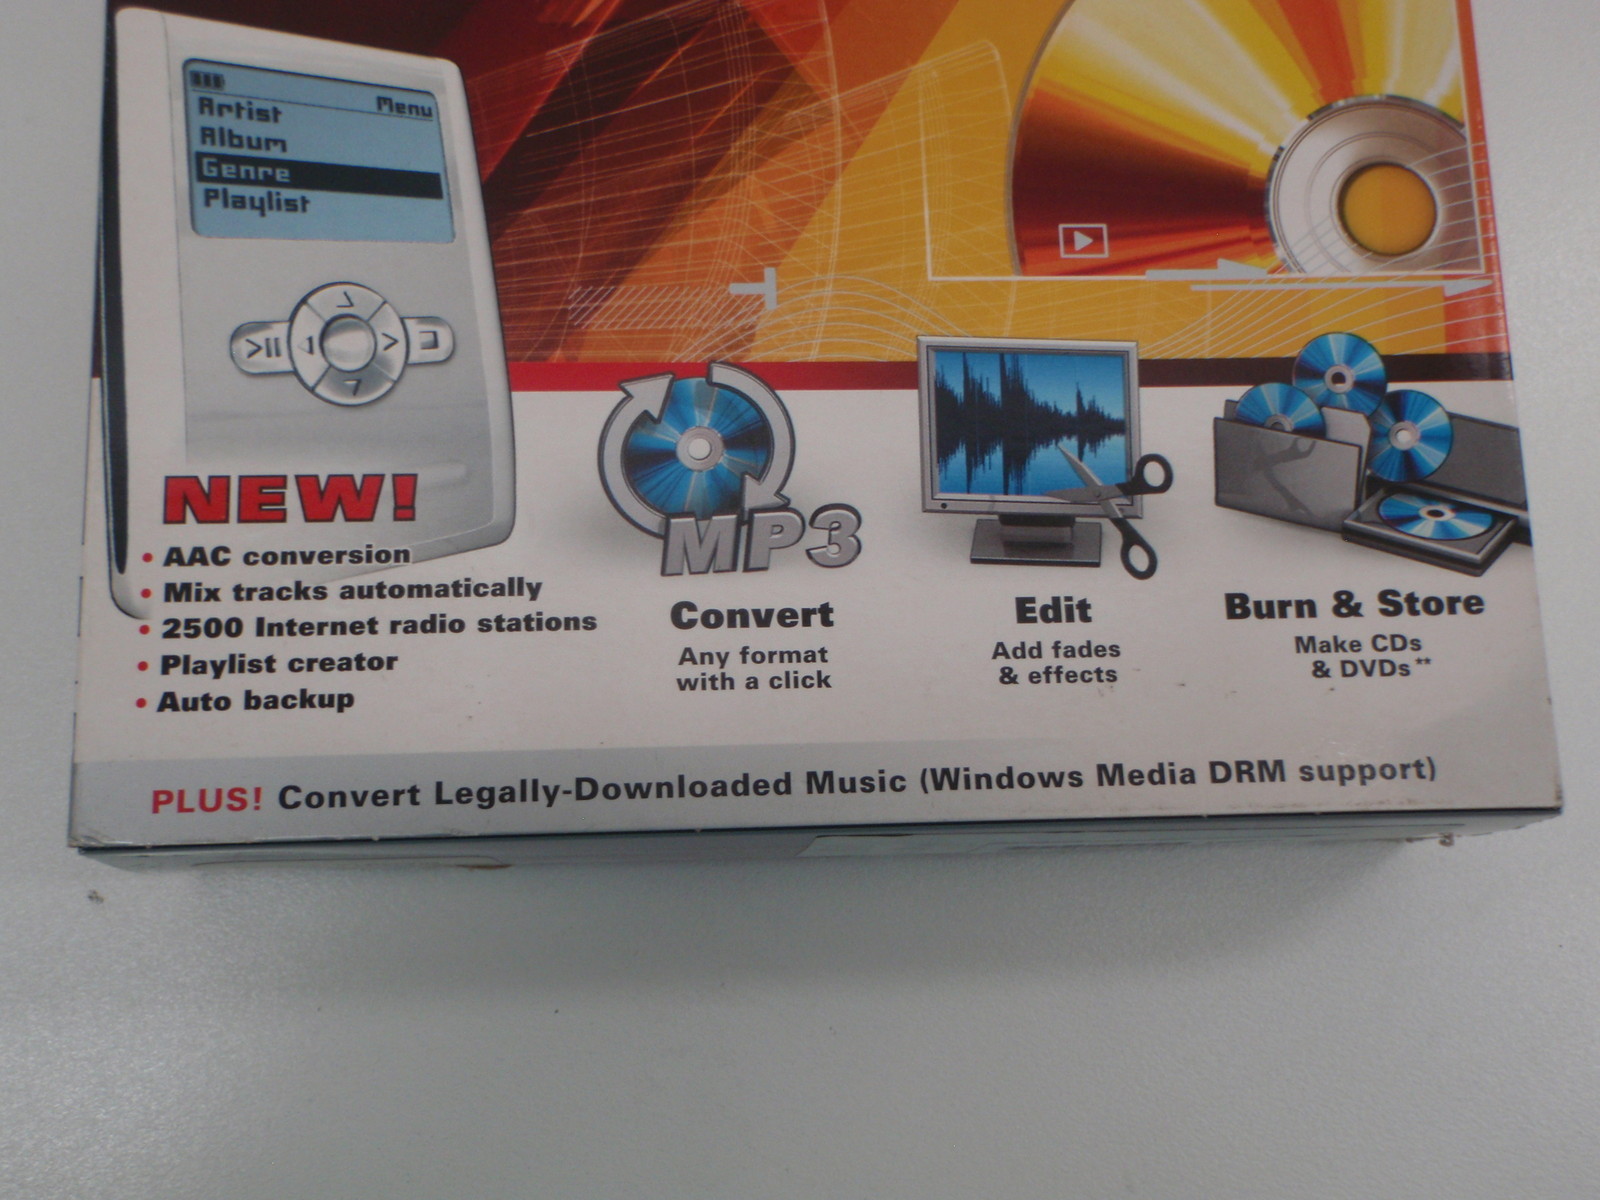 Menu
Artist
Album
Genre
Playlist
NEW!
• AAC conversion
• Mix tracks automatically
• 2500 Internet radio stations
• Playlist creator
• Auto backup
MP3
Convert
Any format
with a click
Edit
Add fades
& effects
Burn & Store
Make CDs
& DVDs**
PLUS! Convert Legally-Downloaded Music (Windows Media DRM support)